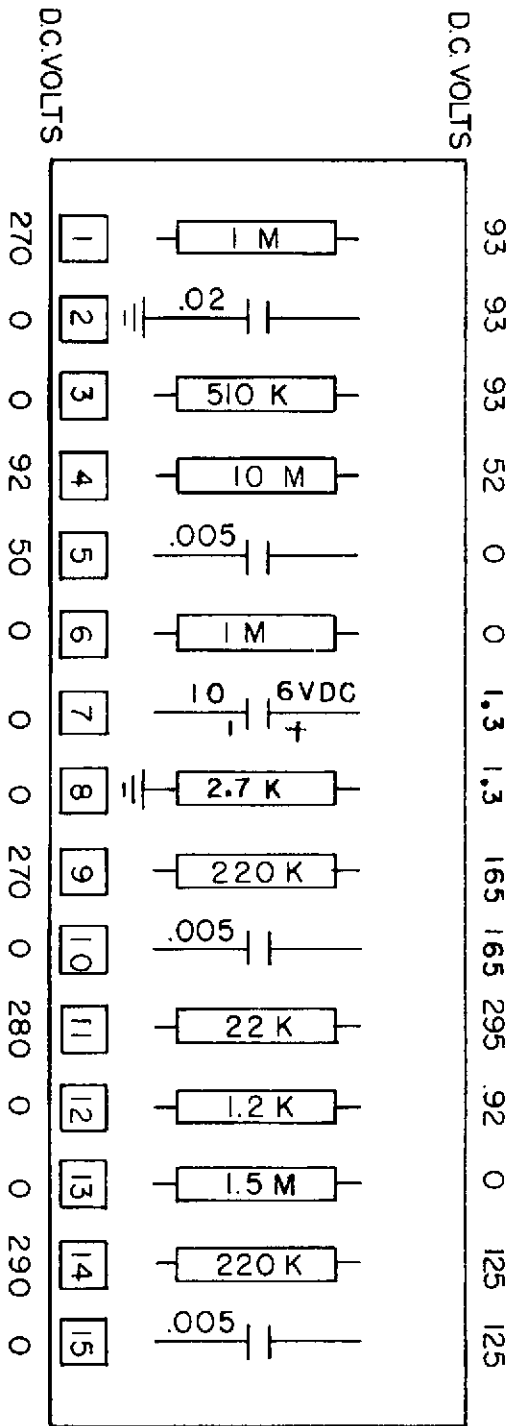 D.C. VOLTS D.C. VOLTS
270 1 1 M 93
0 2 .02 93
0 3 510 K 93
92 4 10 M 52
50 5 .005 0
0 6 1 M 0
0 7 10 - 6VDC + 1.3
0 8 2.7 K 1.3
270 9 220 K 165
0 10 .005 165
280 11 22 K 295
0 12 1.2 K .92
0 13 1.5 M 0
290 14 220 K 125
0 15 .005 125